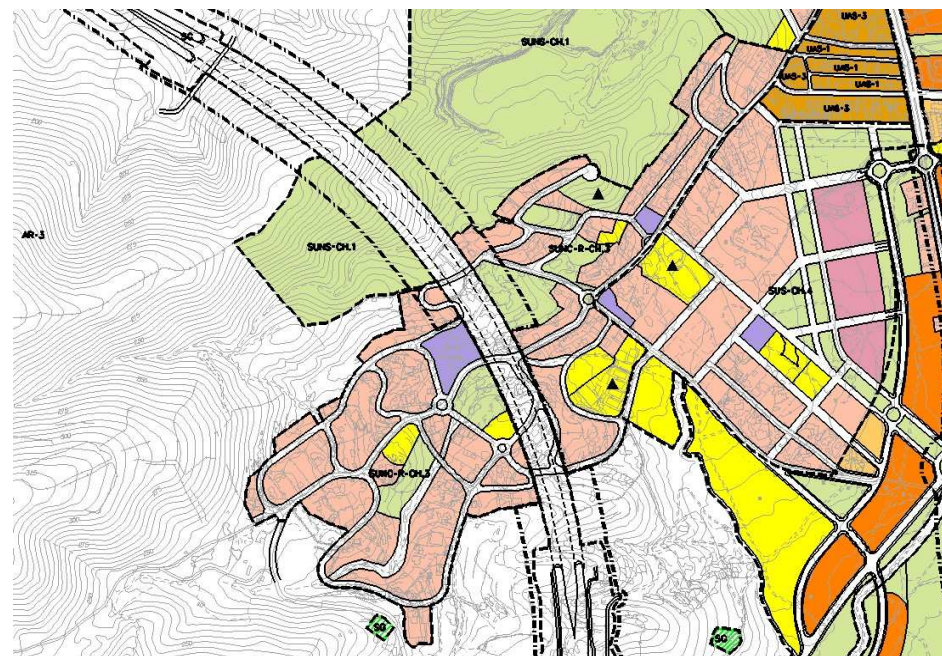 UAS-3
SG
SUNS-CH.1
UAS-1
UAS-3
UAS-1
UAS-1
UAS-3
AR-3
SUNS-CH.1
SUNC-R-CH.3
SUS-CH.4
SUNC-R-CH.3
SG
SG